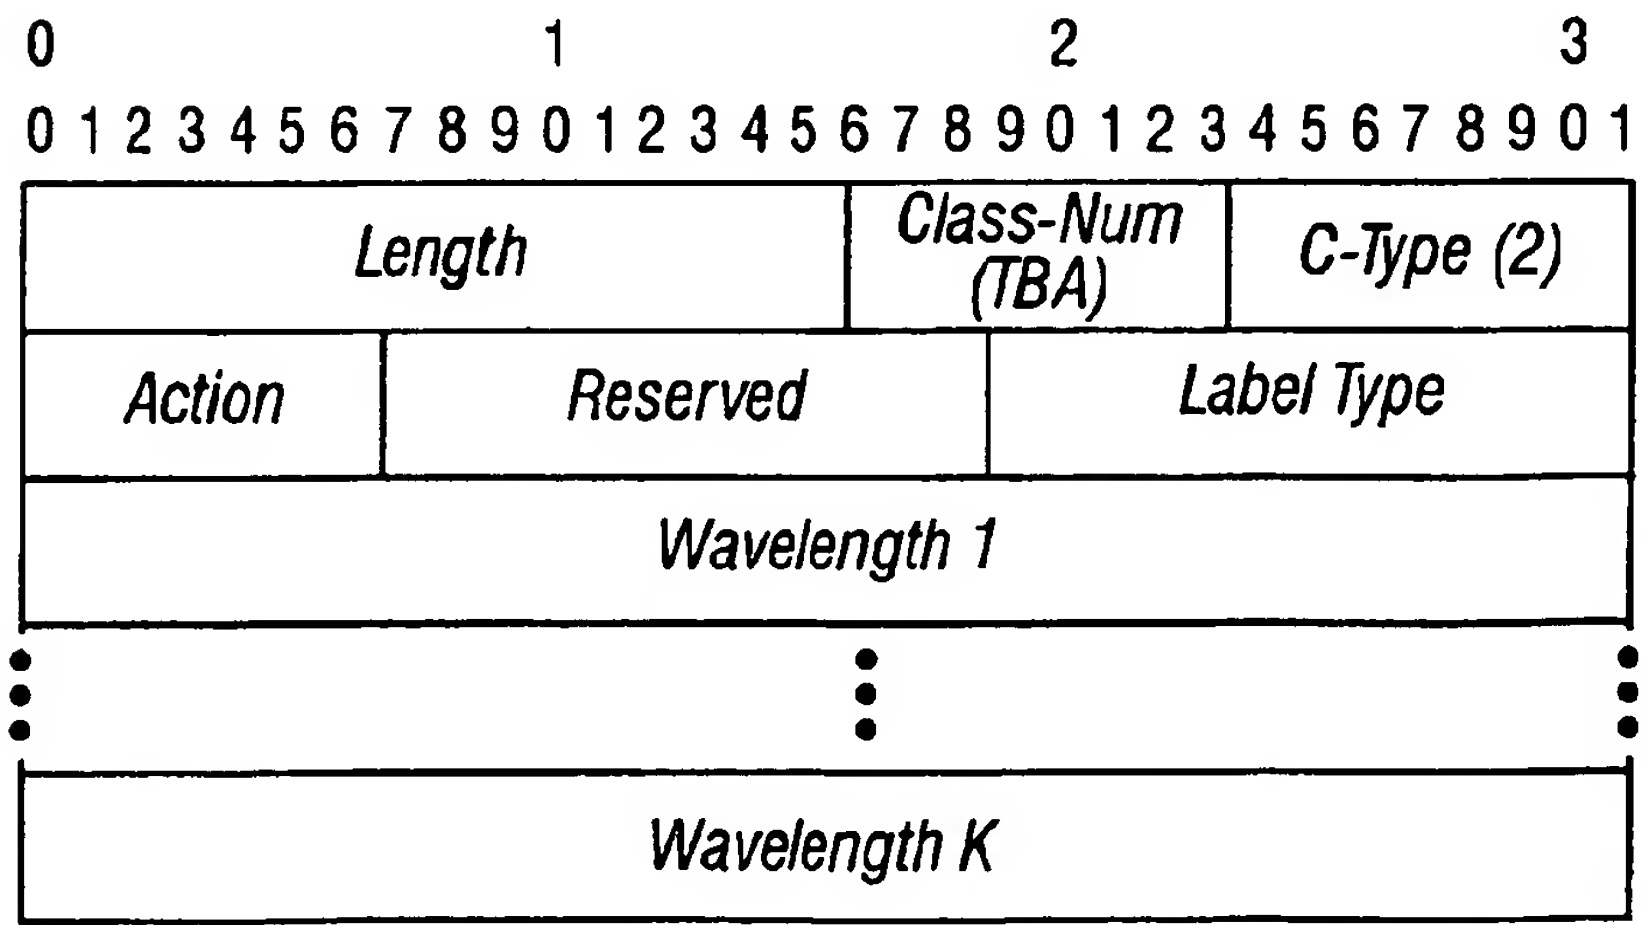 0 1 2 3
0 1 2 3 4 5 6 7 8 9 0 1 2 3 4 5 6 7 8 9 0 1 2 3 4 5 6 7 8 9 0 1
Length Class-Num (TBA) C-Type (2)
Action Reserved Label Type
Wavelength 1
Wavelength K